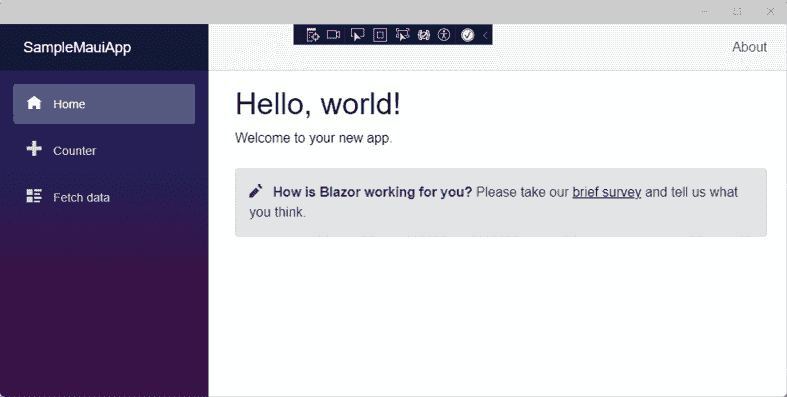 SampleMauiApp
About
Home
Counter
Fetch data
Hello, world!
Welcome to your new app.
How is Blazor working for you? Please take our brief survey and tell us what
you think.